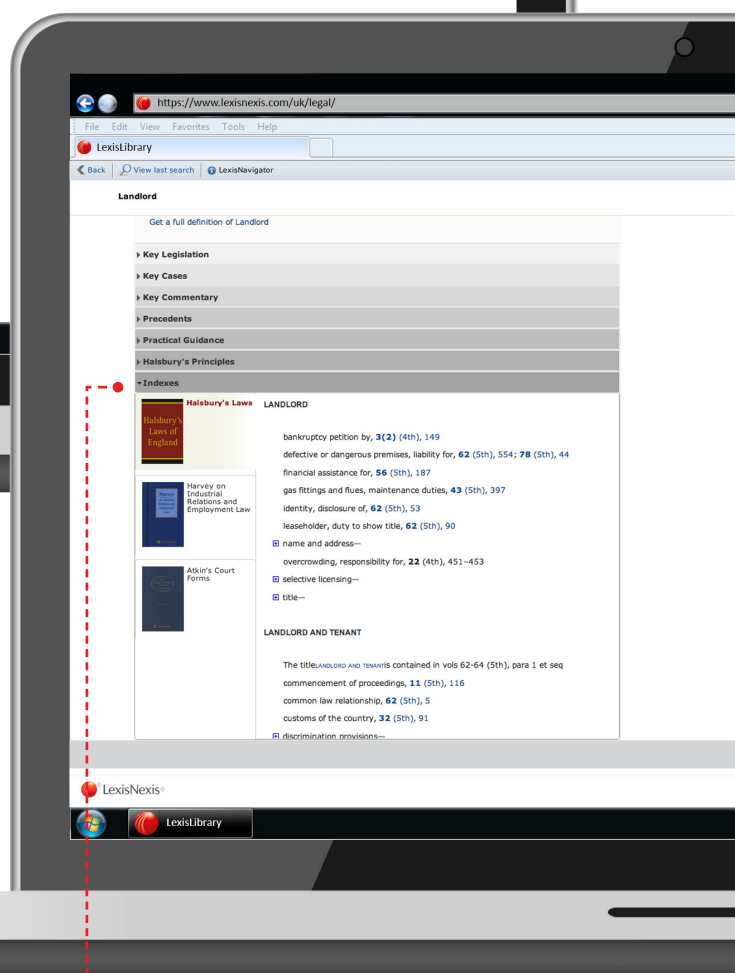 https://www.lexisnexis.com/uk/legal/
File Edit View Favorites Tools Help
LexisLibrary
Back View last search LexisNavigator
Landlord
Get a full definition of Landlord
Key Legislation
Key Cases
Key Commentary
Precedents
Practical Guidance
Halsbury's Principles
Indexes
Halsbury's Laws
Halsbury's
Laws of
England
Harvey
Harvey on
Industrial
Relations and
Employment Law
Atkin's Court
Forms
LANDLORD
bankruptcy petition by, 3(2) (4th), 149
defective or dangerous premises, liability for, 62 (5th), 554; 78 (5th), 44
financial assistance for, 56 (5th), 187
gas fittings and flues, maintenance duties, 43 (5th), 397
identity, disclosure of, 62 (5th), 53
leaseholder, duty to show title, 62 (5th), 90
name and address—
overcrowding, responsibility for, 22 (4th), 451–453
selective licensing—
title—
LANDLORD AND TENANT
The titleLANDLORD AND TENANTis contained in vols 62-64 (5th), para 1 et seq
commencement of proceedings, 11 (5th), 116
common law relationship, 62 (5th), 5
customs of the country, 32 (5th), 91
discrimination provisions—
LexisNexis®
LexisLibrary